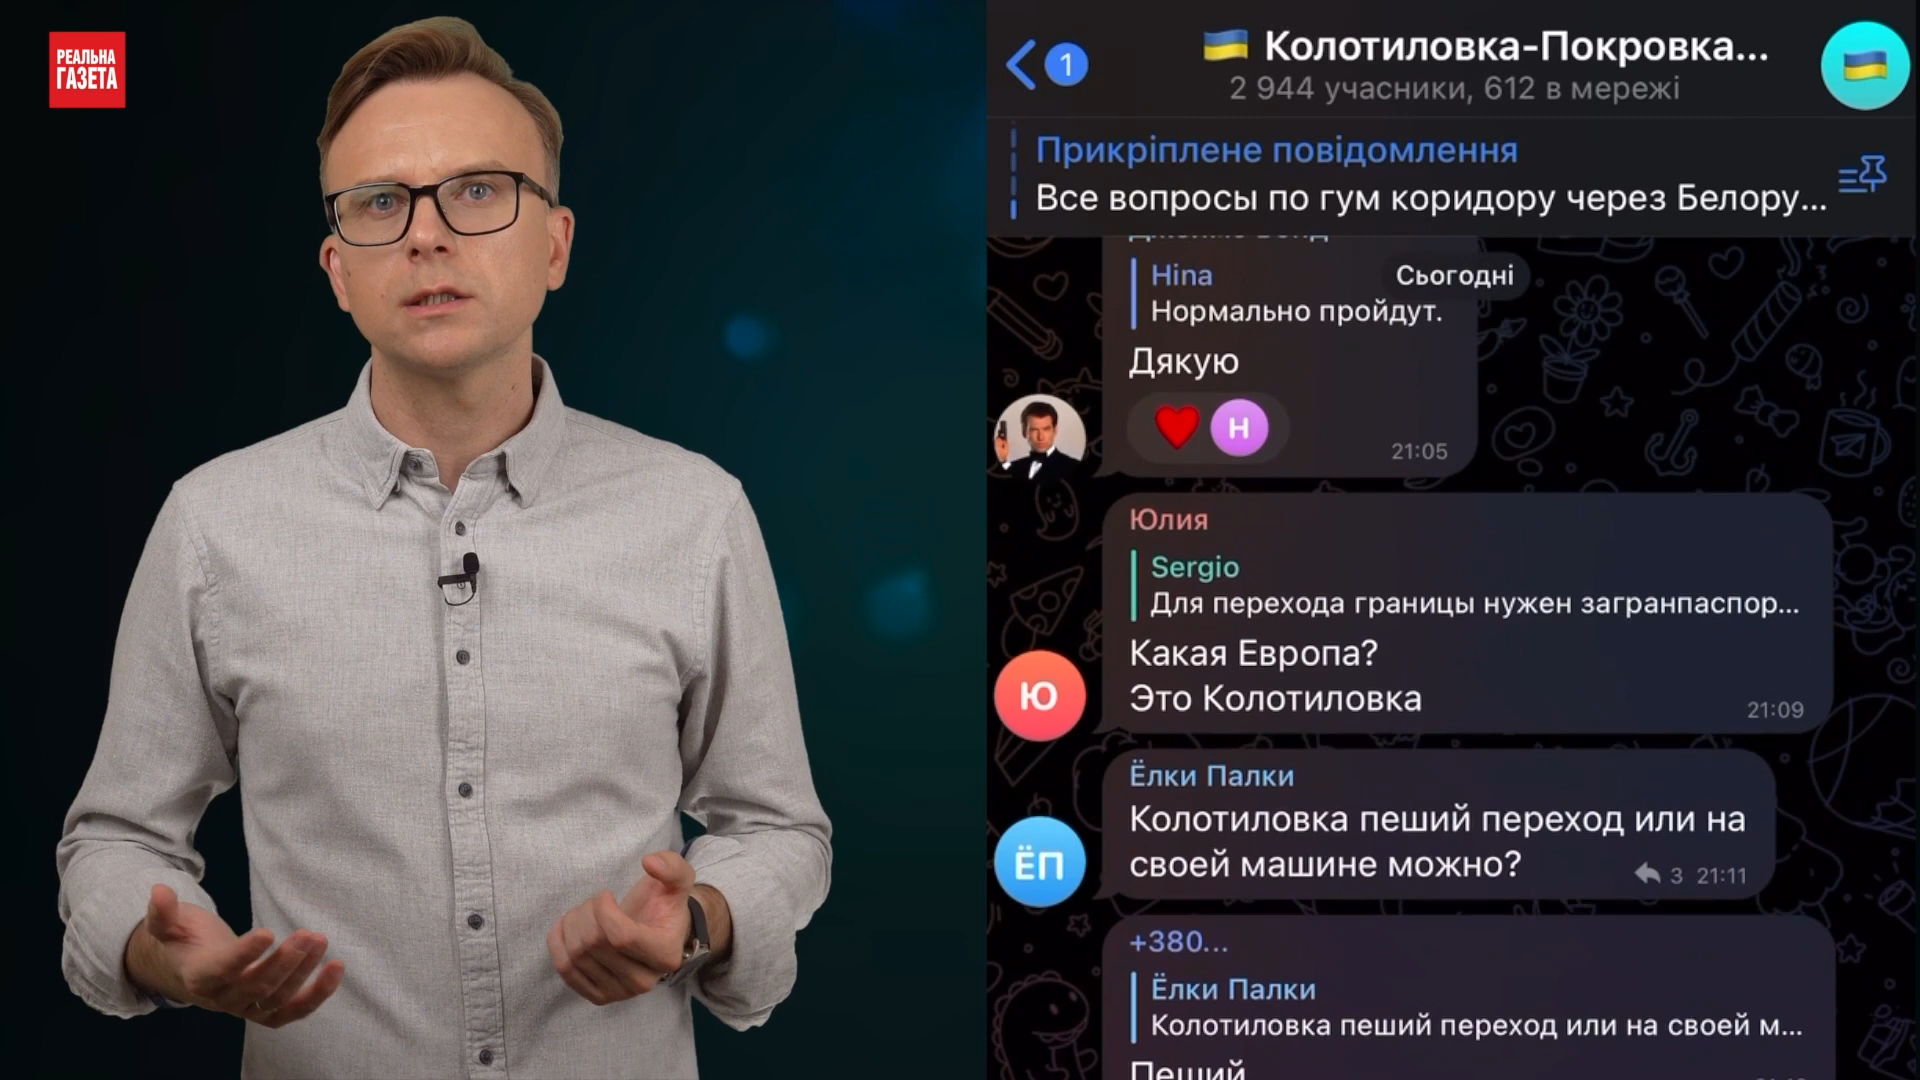 РЕАЛЬНА
ГАЗЕТА
1
Колотиловка-Покровка...
2 944 учасники, 612 в мережі
Прикріплене повідомлення
Все вопросы по гум коридору через Белору...
Сьогодні
Hina
Нормально пройдут.
Дякую
Н
21:05
Юлия
Sergio
Для перехода границы нужен загранпаспор...
Какая Европа?
Это Колотиловка
Ю
21:09
Ёлки Палки
Колотиловка пеший переход или на
своей машине можно?
ЁП
3 21:11
+380...
Ёлки Палки
Колотиловка пеший переход или на своей м...
Пеший